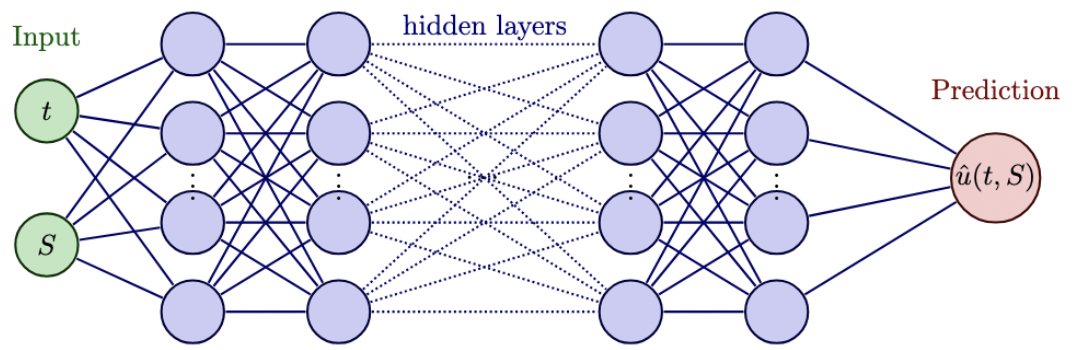 hidden layers
Input
Prediction
t
S
û(t, S)